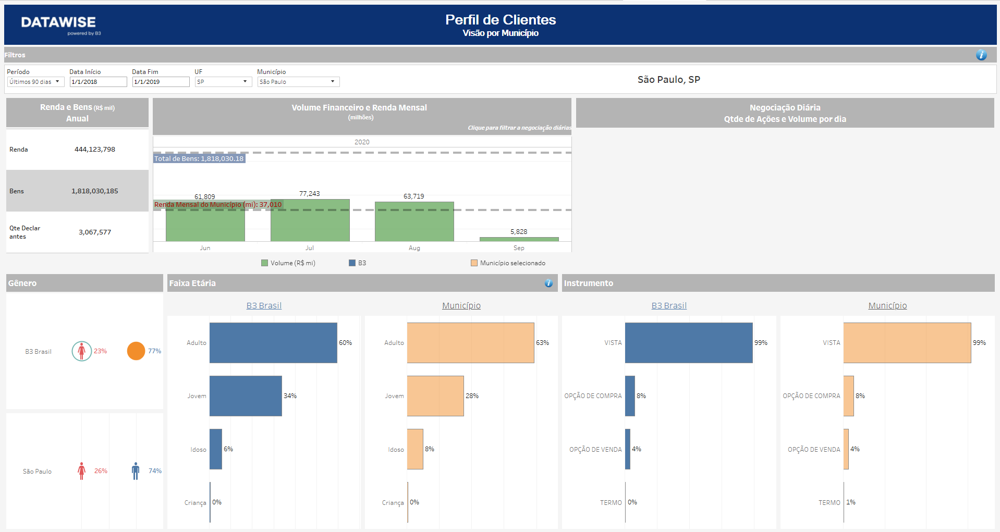 DATAWISE
powered by B3
Perfil de Clientes
Visão por Município
Filtros
Período
Data Início
Data Fim
UF
Município
Últimos 90 dias
1/1/2018
1/1/2019
SP
São Paulo
São Paulo, SP
Renda e Bens (R$ mil)
Anual
Renda
444,123,798
Bens
1,818,030,185
Qte Declar
antes
3,067,577
Volume Financeiro e Renda Mensal
(milhões)
Clique para filtrar a negociação diárias
2020
Total de Bens: 1,818,030.18
61,809
77,243
63,719
Renda Mensal do Município (mi): 37,010
5,828
Jun
Jul
Aug
Sep
Volume (R$ mi)
B3
Município selecionado
Negociação Diária
Qtde de Ações e Volume por dia
Gênero
B3 Brasil
23%
77%
São Paulo
26%
74%
Faixa Etária
B3 Brasil
Adulto
60%
Jovem
34%
Idoso
6%
Criança
0%
Município
Adulto
63%
Jovem
28%
Idoso
8%
Criança
0%
Instrumento
B3 Brasil
VISTA
99%
OPÇÃO DE COMPRA
8%
OPÇÃO DE VENDA
4%
TERMO
0%
Município
VISTA
99%
OPÇÃO DE COMPRA
8%
OPÇÃO DE VENDA
4%
TERMO
1%